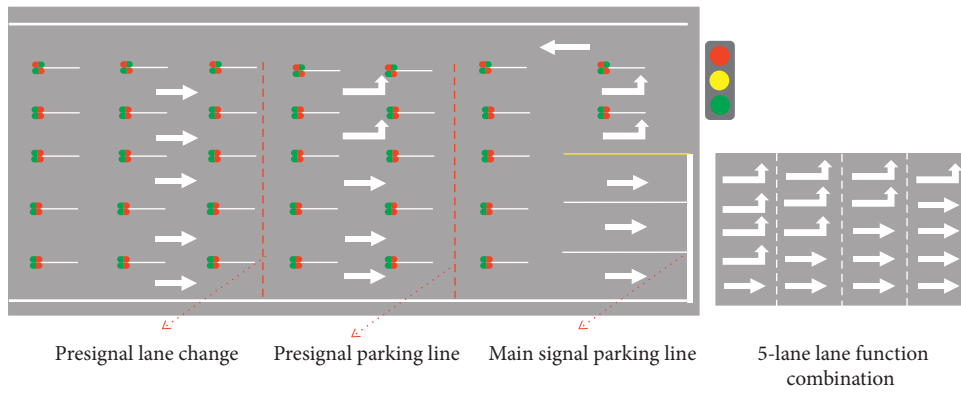 Presignal lane change
Presignal parking line
Main signal parking line
5-lane lane function
combination